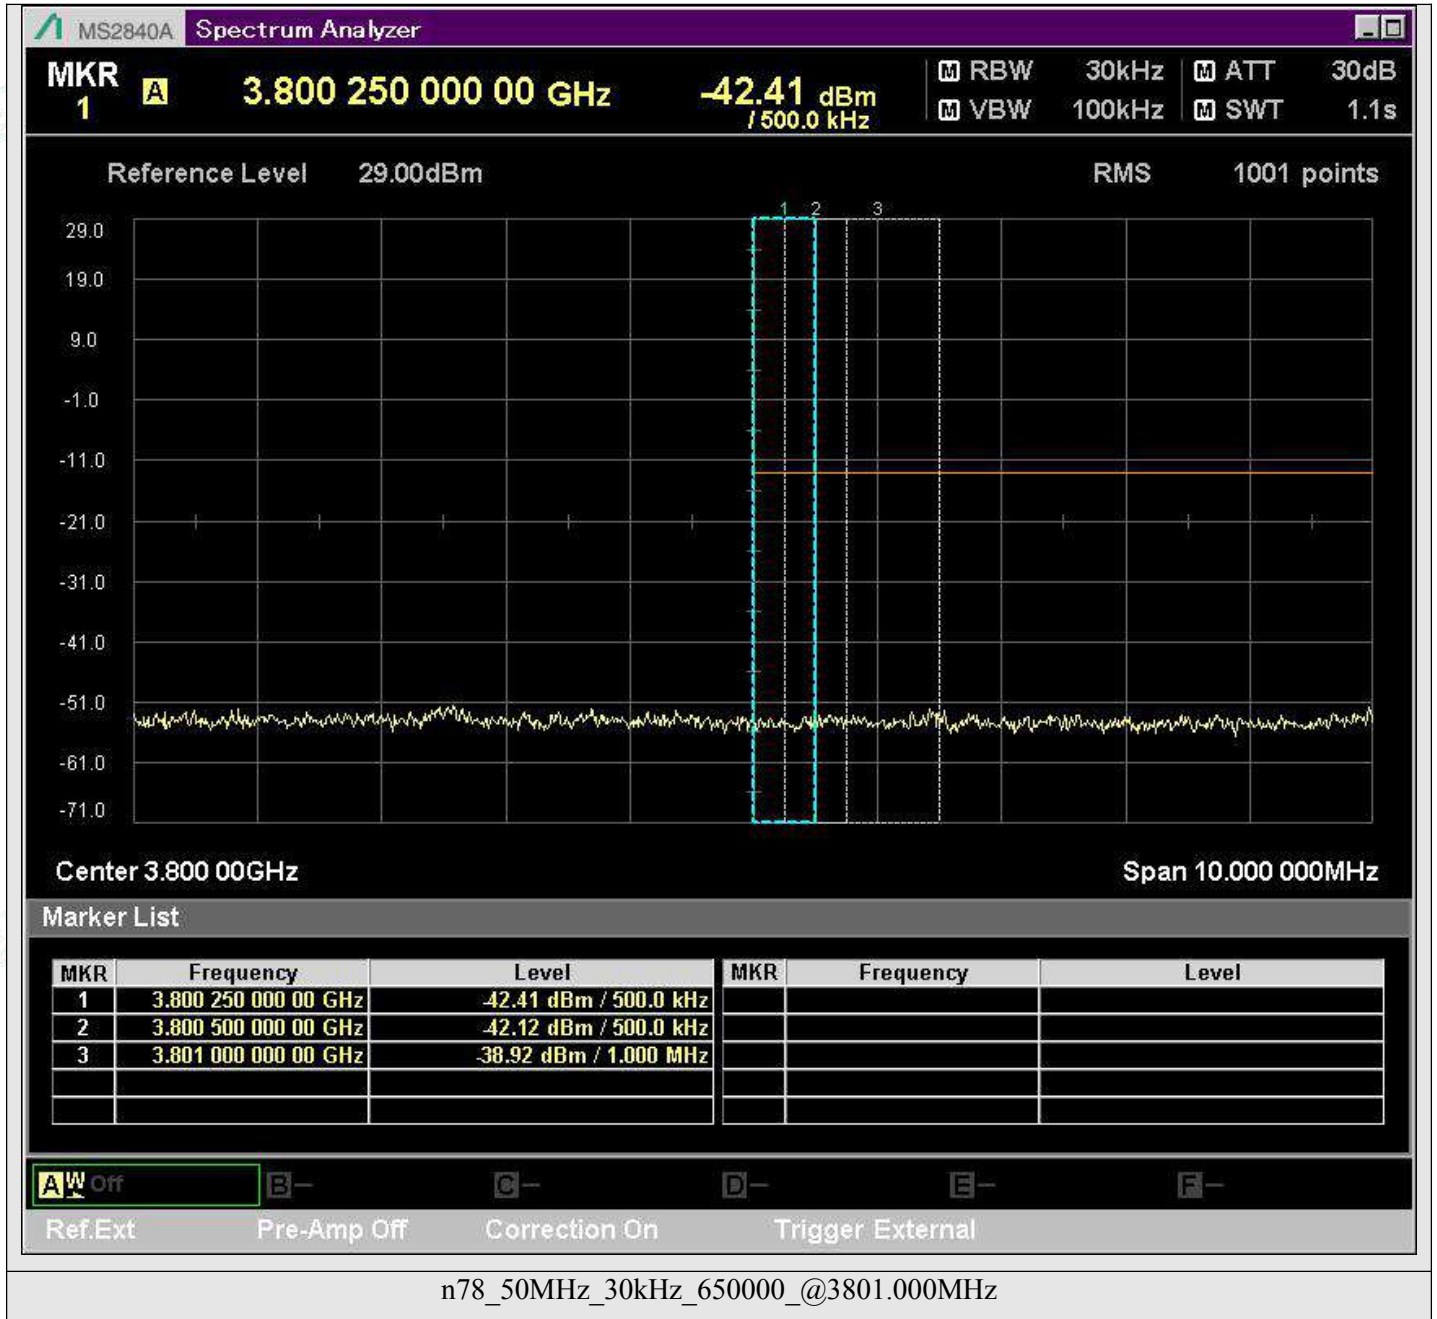 MS2840A Spectrum Analyzer
MKR 1 A 3.800 250 000 00 GHz -42.41 dBm / 500.0 kHz
M RBW 30kHz M ATT 30dB
M VBW 100kHz M SWT 1.1s
Reference Level 29.00dBm RMS 1001 points
1 2 3
29.0
19.0
9.0
-1.0
-11.0
-21.0
-31.0
-41.0
-51.0
-61.0
-71.0
Center 3.800 00GHz Span 10.000 000MHz
Marker List
MKR Frequency Level MKR Frequency Level
1 3.800 250 000 00 GHz -42.41 dBm / 500.0 kHz
2 3.800 500 000 00 GHz -42.12 dBm / 500.0 kHz
3 3.801 000 000 00 GHz -38.92 dBm / 1.000 MHz
A W Off B - C - D - E - F -
Ref.Ext Pre-Amp Off Correction On Trigger External
n78_50MHz_30kHz_650000_@3801.000MHz